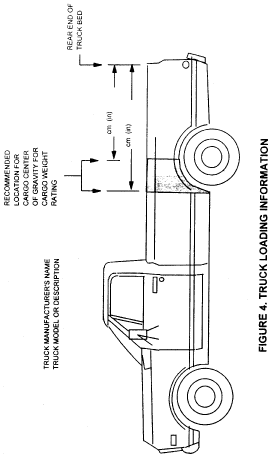 REAR END OF
TRUCK BED
RECOMMENDED
LOCATION FOR
CARGO CENTER
OF GRAVITY FOR
CARGO WEIGHT
RATING
cm (in)
cm (in)
TRUCK MANUFACTURER'S NAME
TRUCK MODEL OR DESCRIPTION
FIGURE 4. TRUCK LOADING INFORMATION